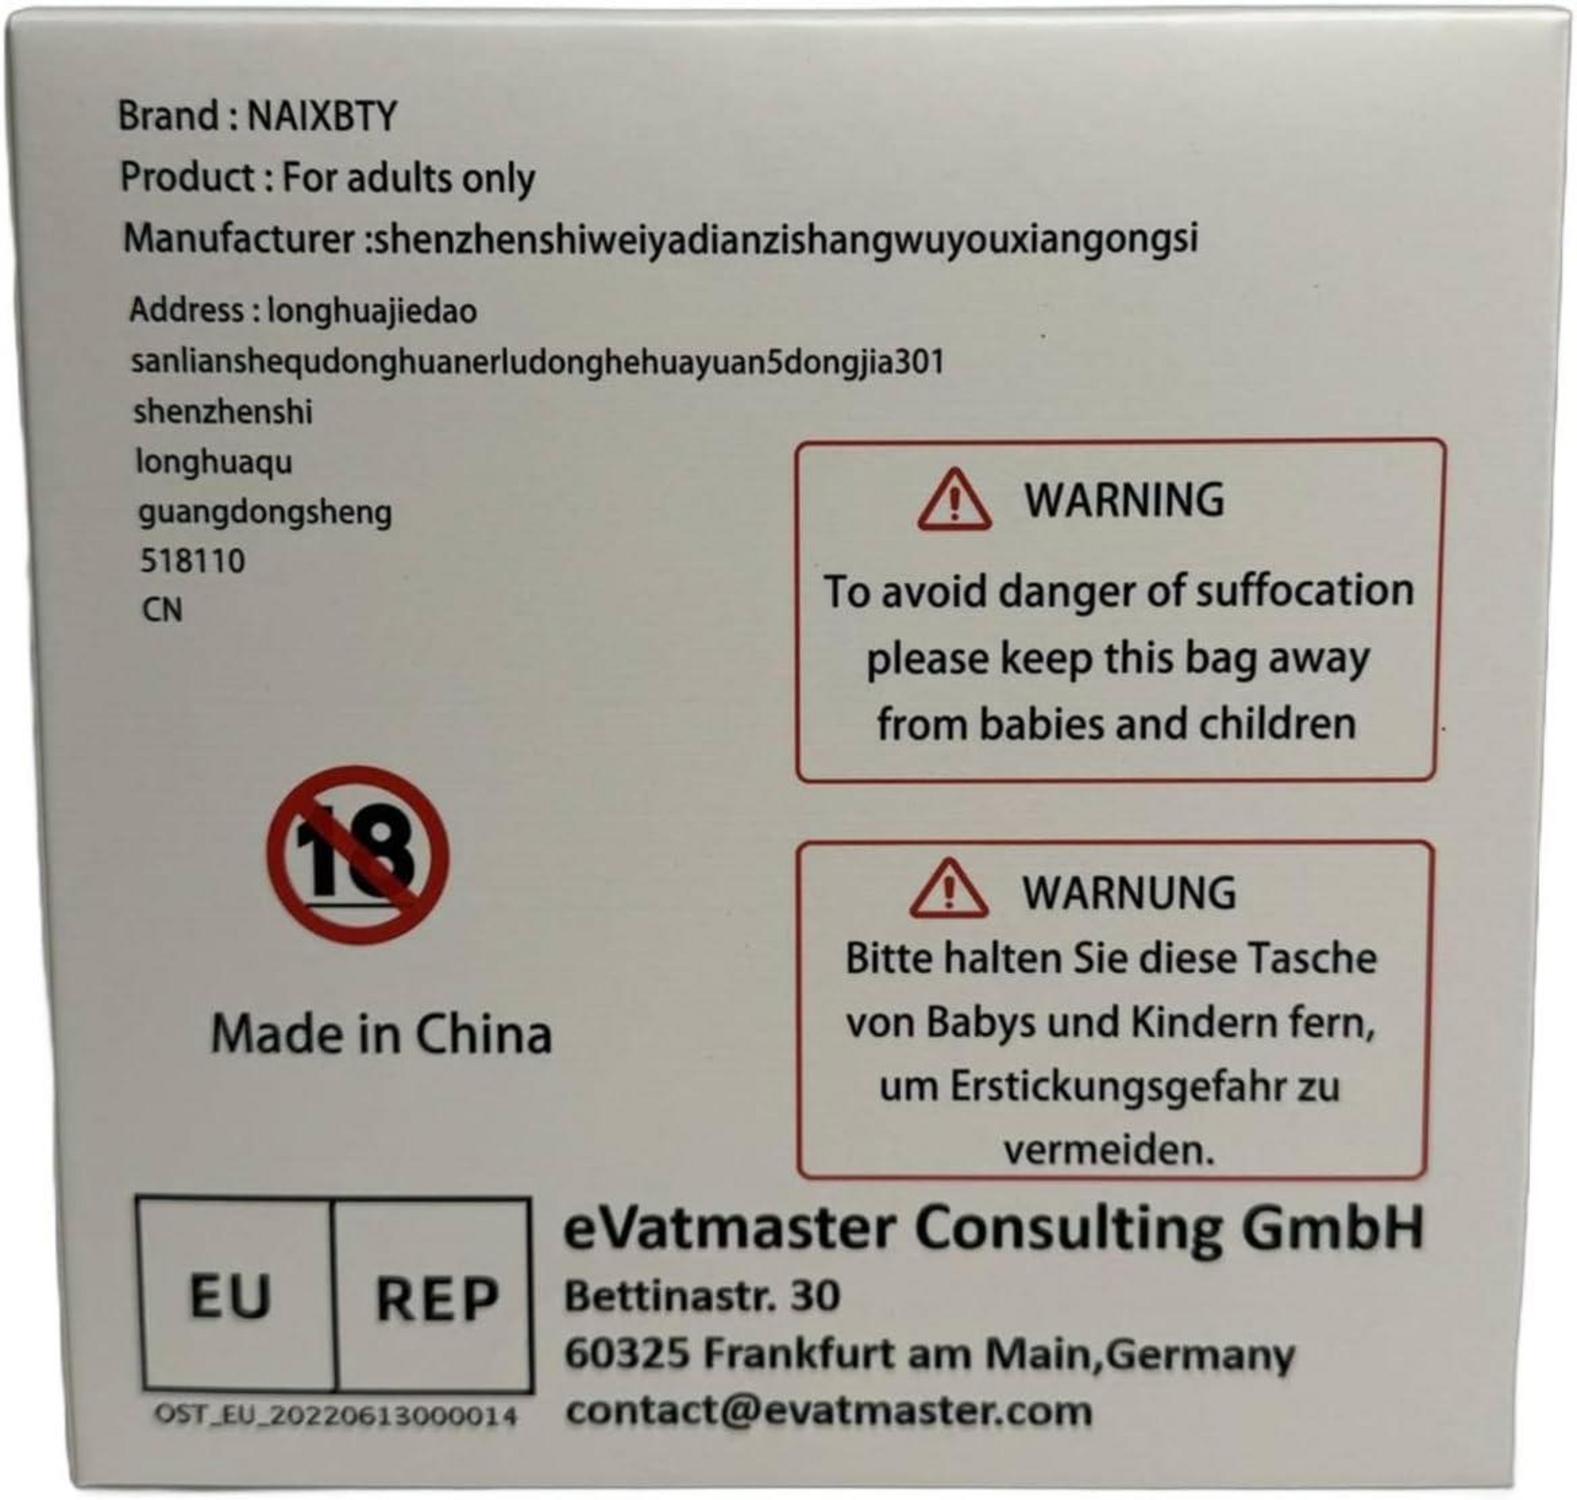 Brand : NAIXBTY
Product : For adults only
Manufacturer :shenzhenshiweiyadianzishangwuyouxiangongsi
Address : longhuajiedao
sanlianshequdonghuanerludonghehuayuan5dongjia301
shenzhenshi
longhuaqu
guangdongsheng
518110
CN
WARNING
To avoid danger of suffocation
please keep this bag away
from babies and children
18
Made in China
WARNUNG
Bitte halten Sie diese Tasche
von Babys und Kindern fern,
um Erstickungsgefahr zu
vermeiden.
EU REP
OST_EU_20220613000014
eVatmaster Consulting GmbH
Bettinastr. 30
60325 Frankfurt am Main,Germany
contact@evatmaster.com